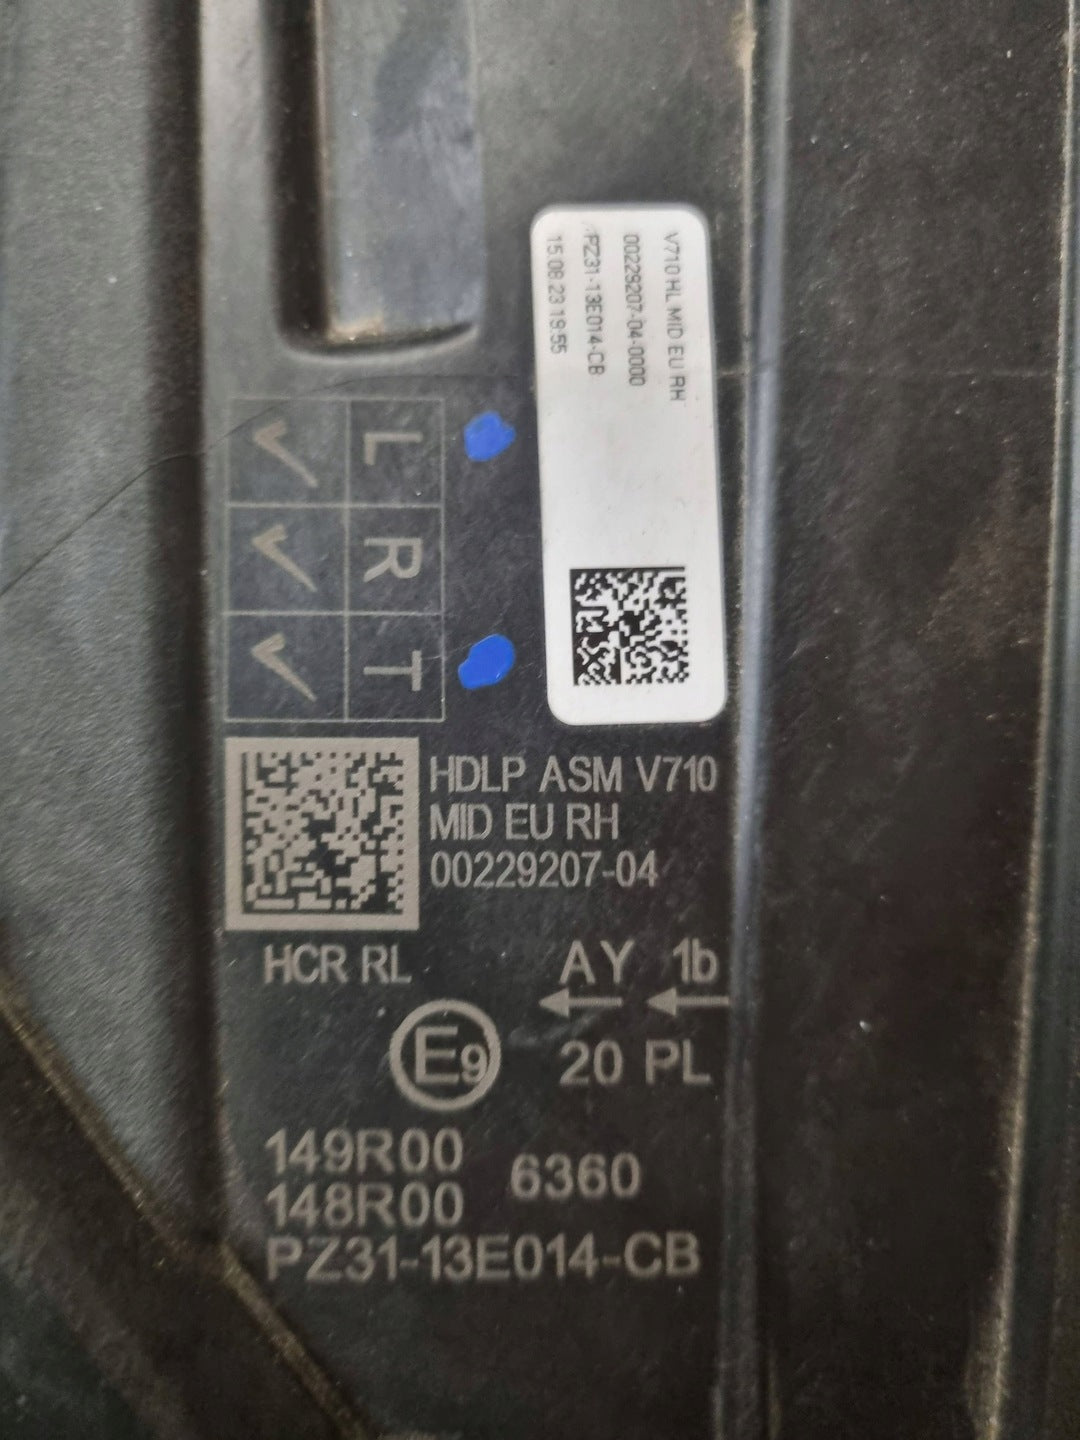 V710 HL MID EU RH
00229207-04-0000
PZ31-13E014-CB
15.08.23 19:55
L
R
T
HDLP ASM V710
MID EU RH
00229207-04
HCR RL
AY 1b
E9
20 PL
149R00
148R00
6360
PZ31-13E014-CB